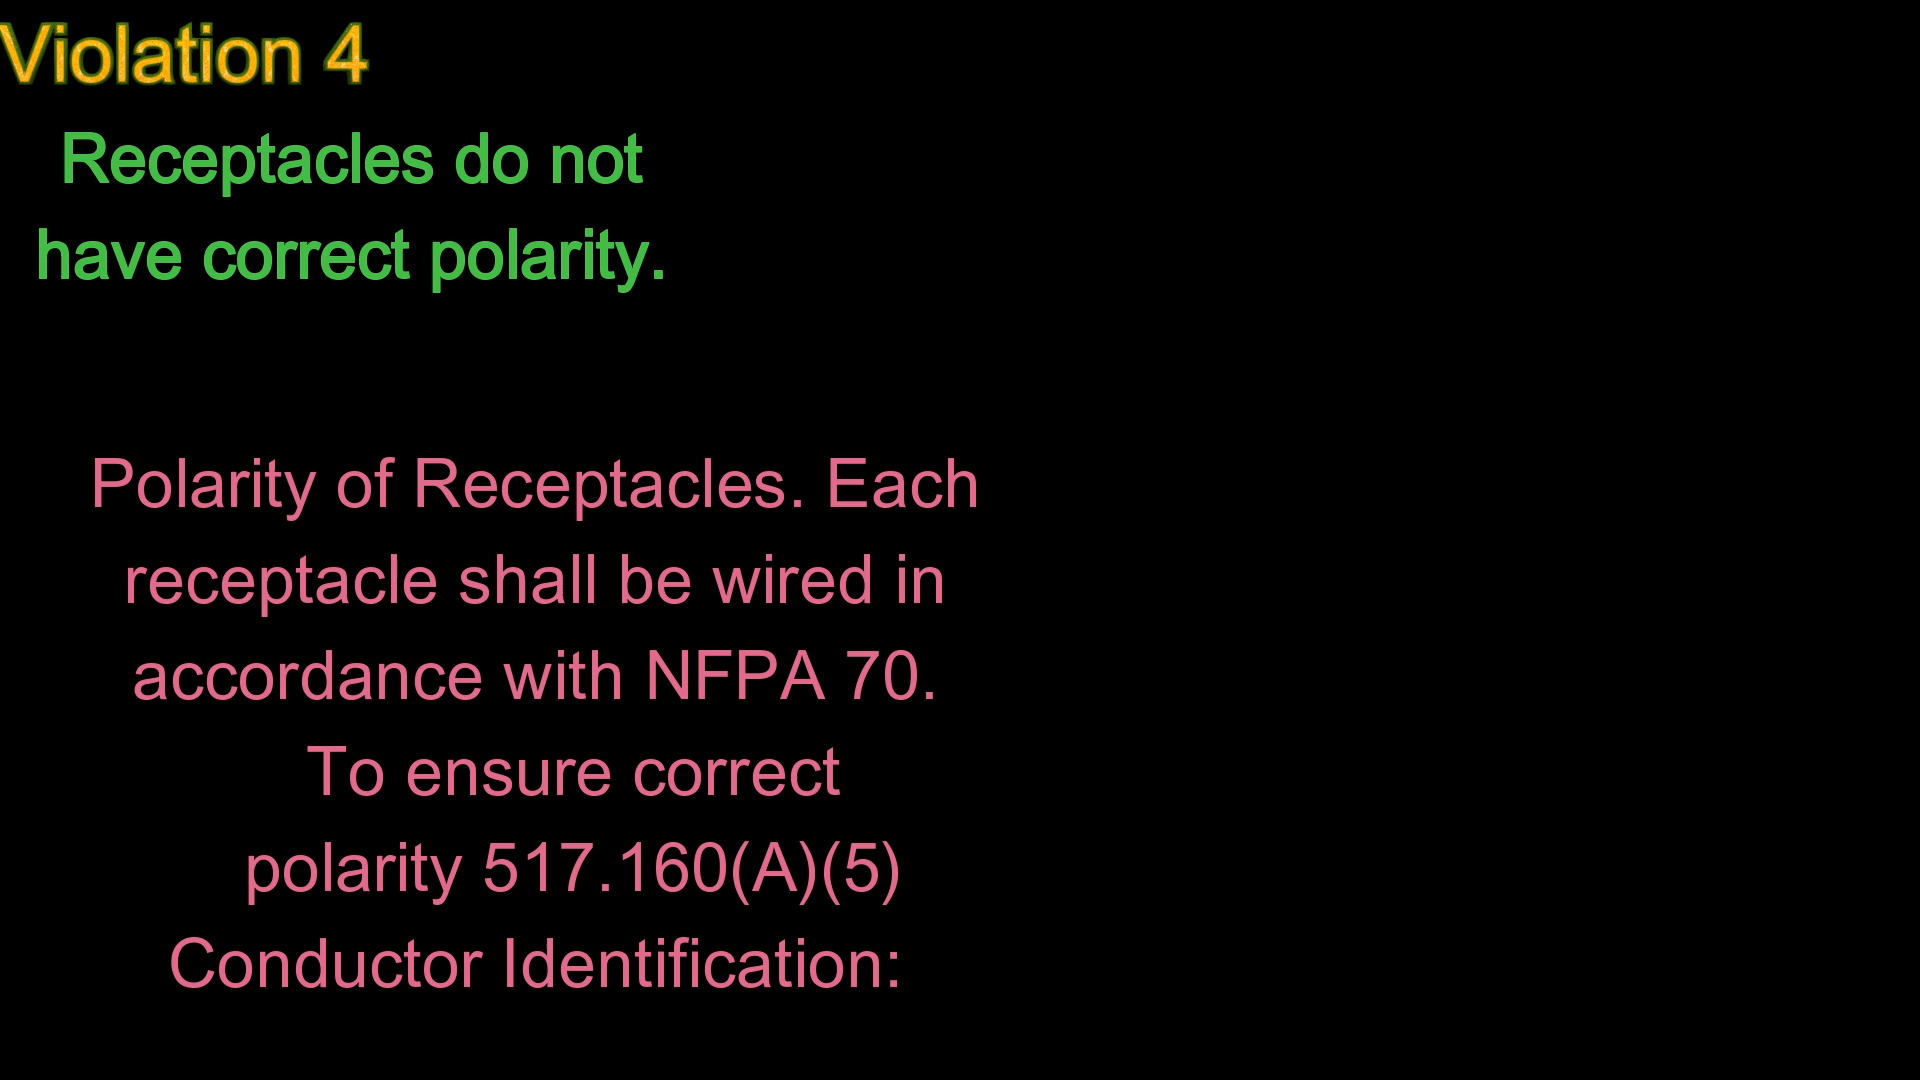 Violation 4
Receptacles do not
have correct polarity.
Polarity of Receptacles. Each
receptacle shall be wired in
accordance with NFPA 70.
To ensure correct
polarity 517.160(A)(5)
Conductor Identification: